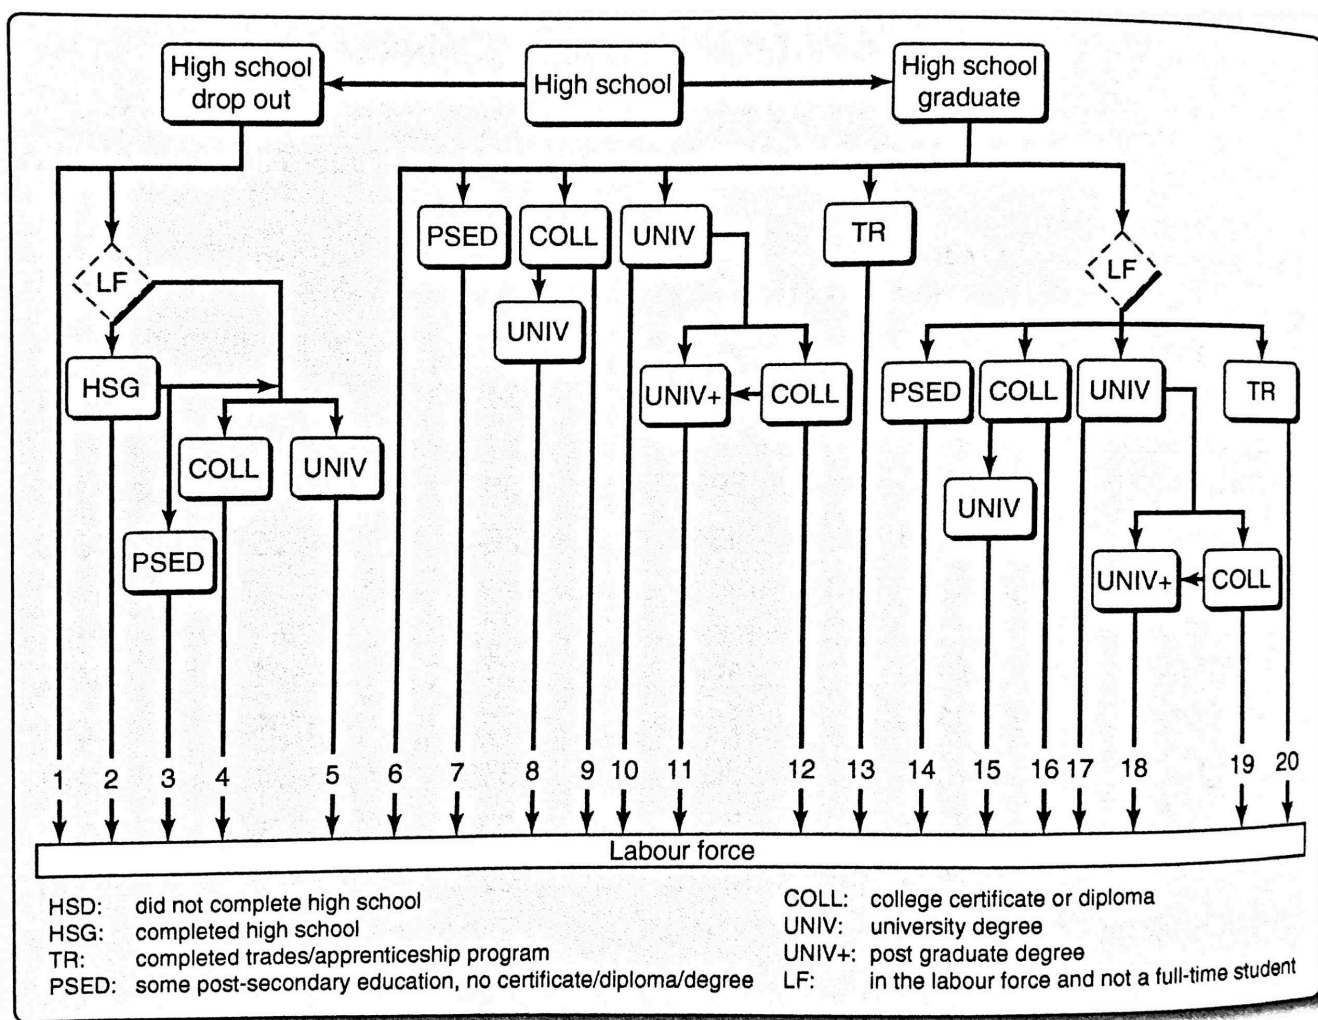 High school
drop out
High school
High school
graduate
PSED
COLL
UNIV
TR
LF
LF
UNIV
HSG
UNIV+
COLL
PSED
COLL
UNIV
TR
COLL
UNIV
UNIV
PSED
UNIV+
COLL
1 2 3 4 5 6 7 8 9 10 11 12 13 14 15 16 17 18 19 20
Labour force
HSD: did not complete high school
HSG: completed high school
TR: completed trades/apprenticeship program
PSED: some post-secondary education, no certificate/diploma/degree
COLL: college certificate or diploma
UNIV: university degree
UNIV+: post graduate degree
LF: in the labour force and not a full-time student